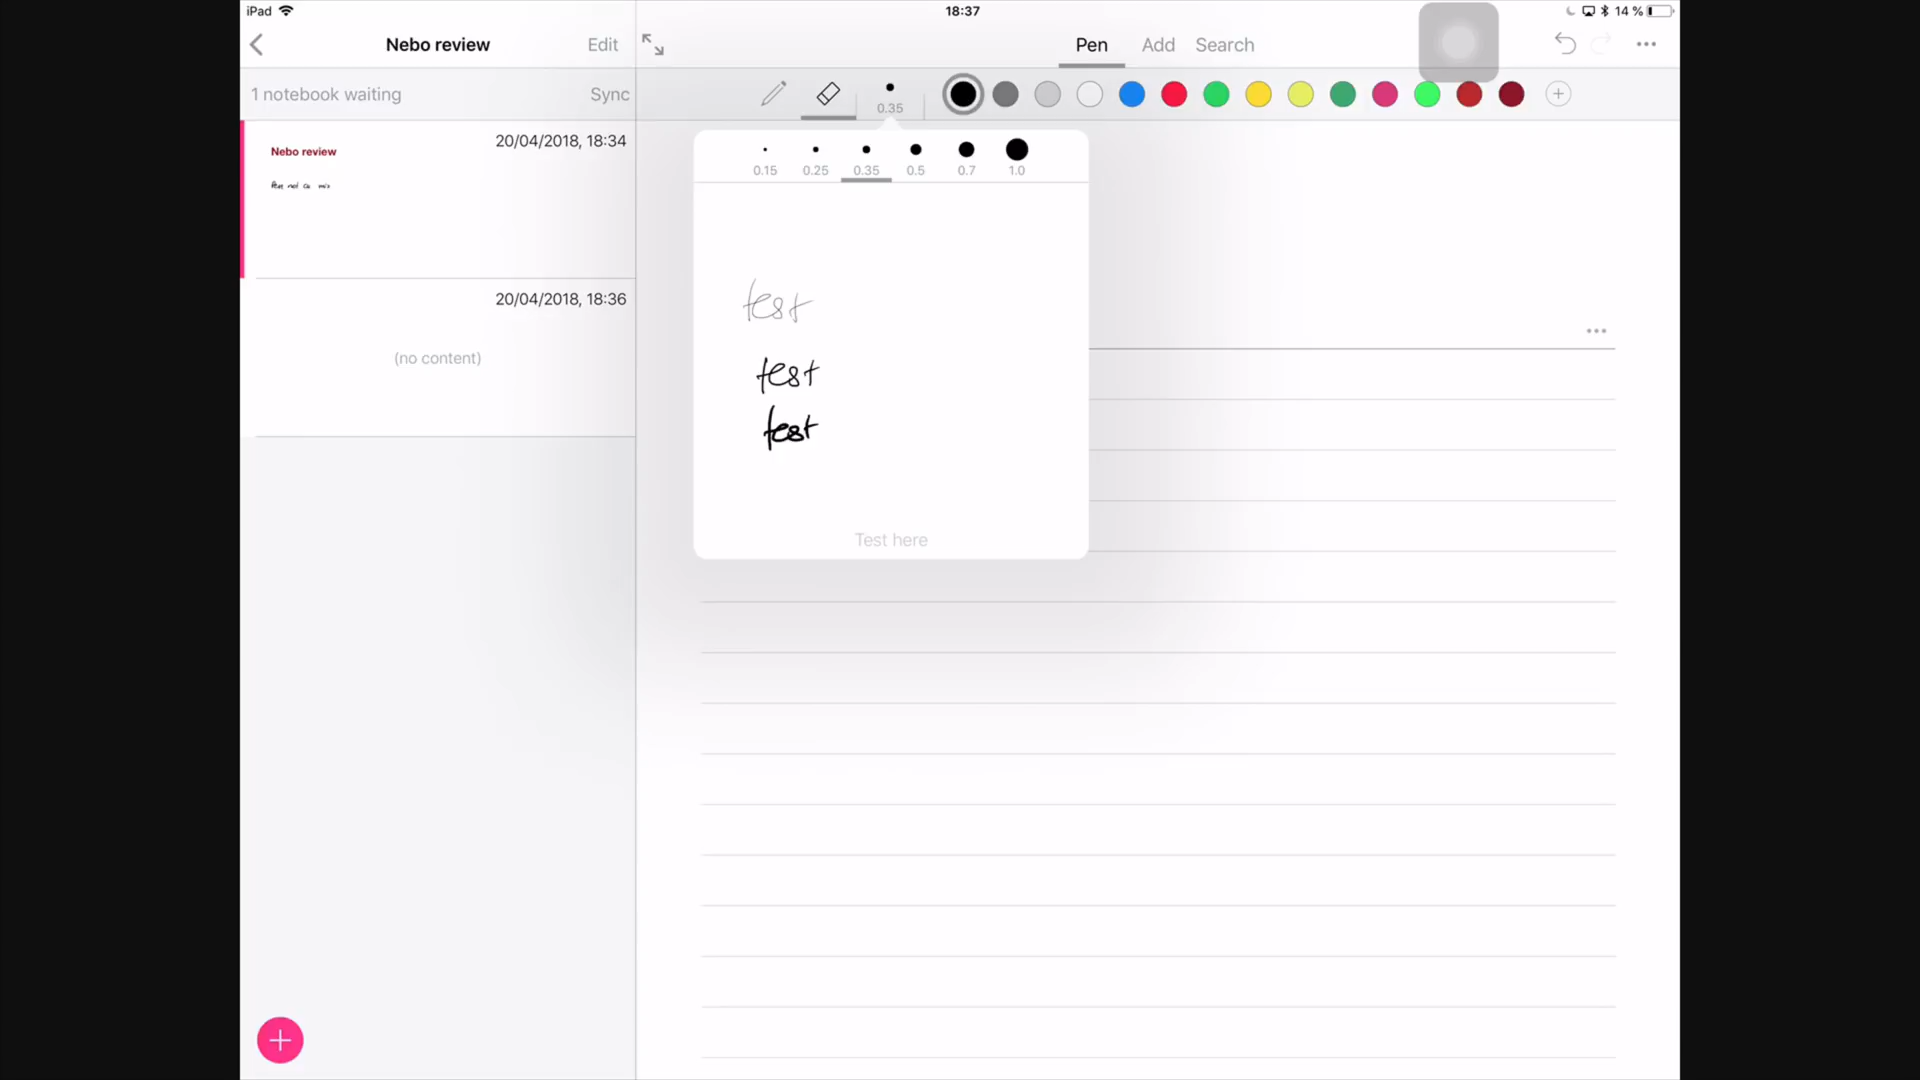 iPad 18:37 14 %
Nebo review Edit Pen Add Search
1 notebook waiting Sync 0.35
20/04/2018, 18:34
Nebo review
0.15 0.25 0.35 0.5 0.7 1.0
20/04/2018, 18:36
(no content)
test
test
test
Test here